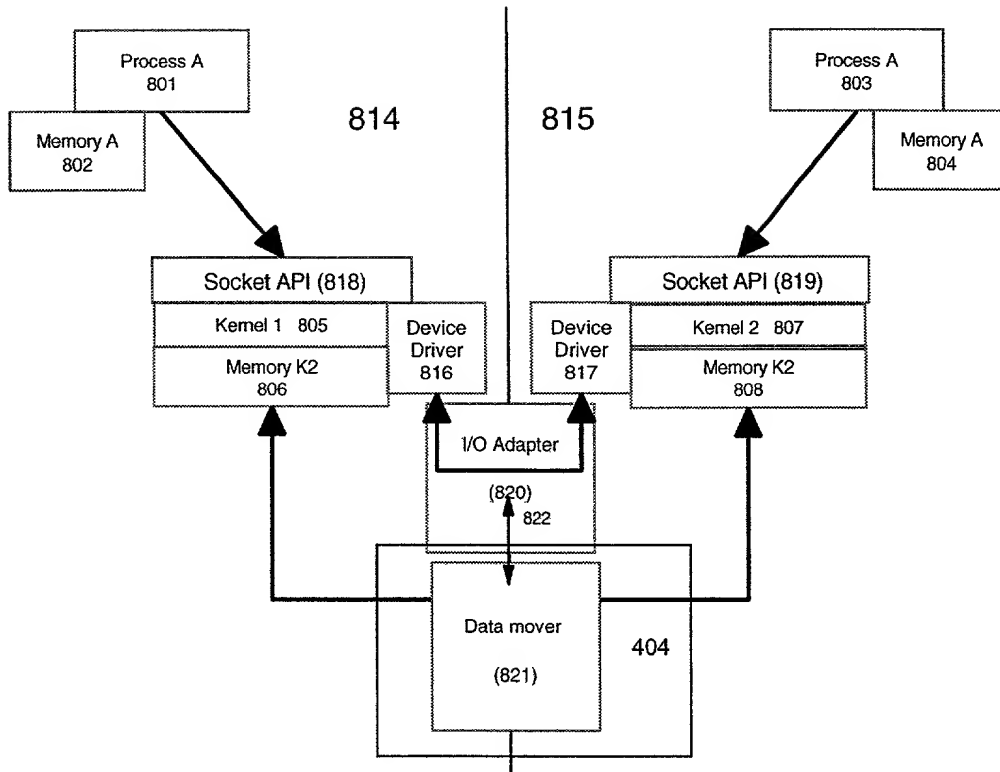 Process A
801
Memory A
802
814
815
Process A
803
Memory A
804
Socket API (818)
Kernel 1 805
Memory K2
806
Device
Driver
816
Device
Driver
817
Socket API (819)
Kernel 2 807
Memory K2
808
I/O Adapter
(820)
822
Data mover
(821)
404